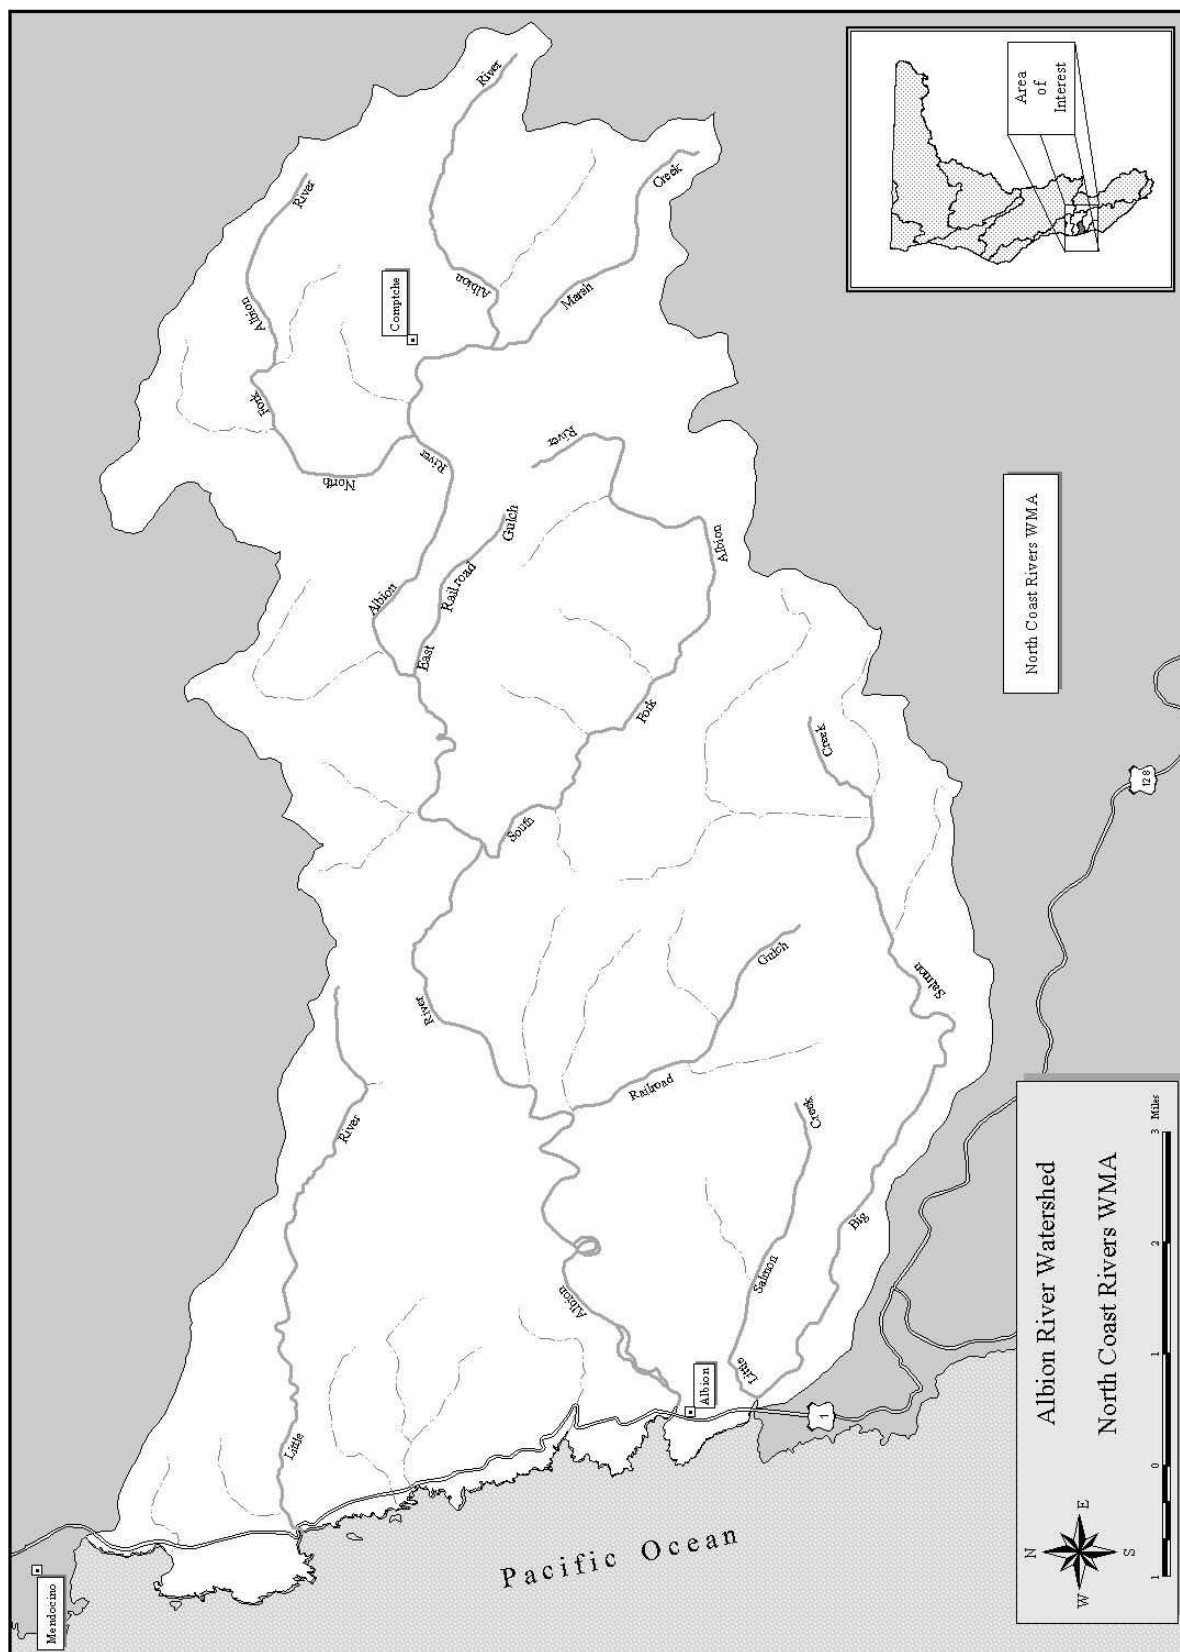 Mendocino
Pacific Ocean
Little
River
Albion
Albion
River
Little
Salmon
Creek
Big
Salmon
Creek
Railroad
Gulch
South
Fork
Albion
River
East
Railroad
Gulch
Albion
River
North
Fork
Albion
River
Comptche
Albion
River
Marsh
Creek
1
128
North Coast Rivers WMA
Area
of
Interest
Albion River Watershed
North Coast Rivers WMA
N
W
E
S
1 0 1 2 3 Miles